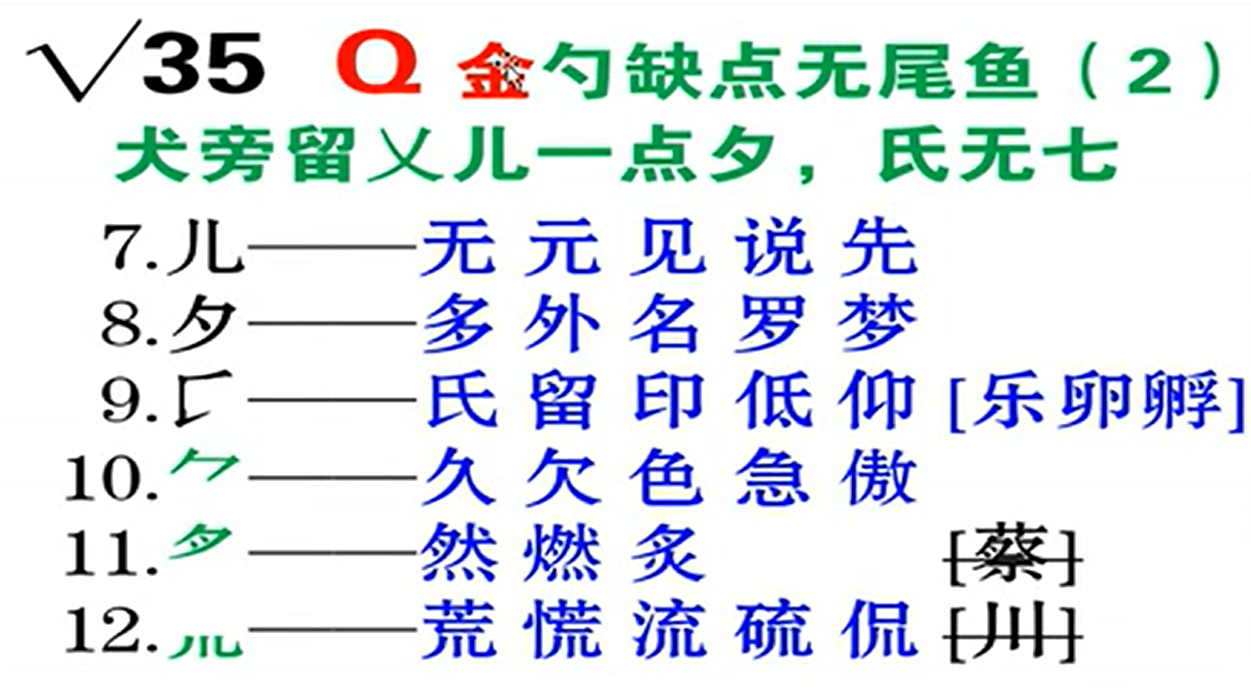 √35 Q 金勺缺点无尾鱼（2）
犬旁留乂儿一点夕，氏无七
7.儿——无 元 见 说 先
8.夕——多 外 名 罗 梦
9.𠂆——氏 留 印 低 仰 [乐 卵 孵]
10.⺈——久 欠 色 急 傲
11.——然 燃 炙 [蔡]
12.——荒 慌 流 硫 侃 [川]